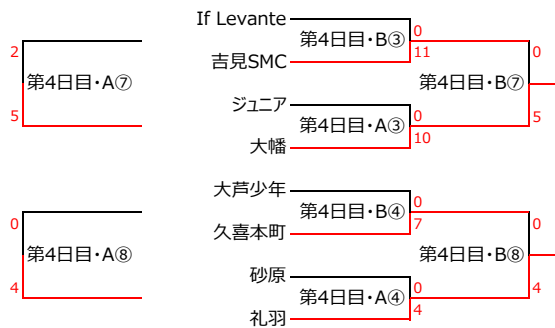 If Levante
0
第4日目・B③
2
吉見SMC
11
0
第4日目・A⑦
第4日目・B⑦
ジュニア
0
5
第4日目・A③
5
大幡
10
大芦少年
0
0
第4日目・B④
0
久喜本町
7
第4日目・A⑧
第4日目・B⑧
砂原
0
4
第4日目・A④
4
礼羽
4